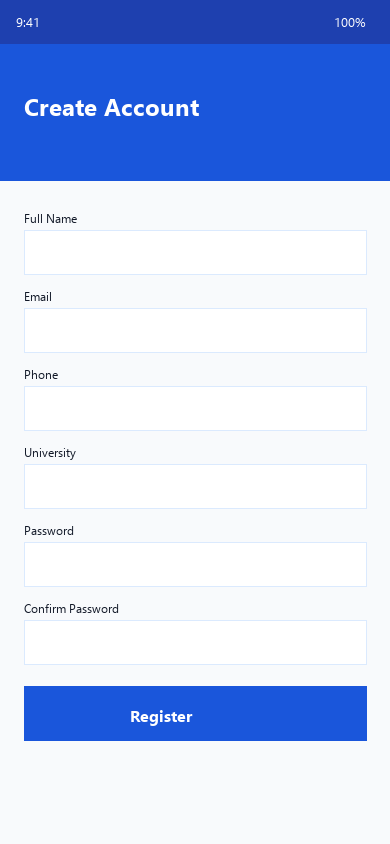 9:41 100%
Create Account
Full Name
Email
Phone
University
Password
Confirm Password
Register